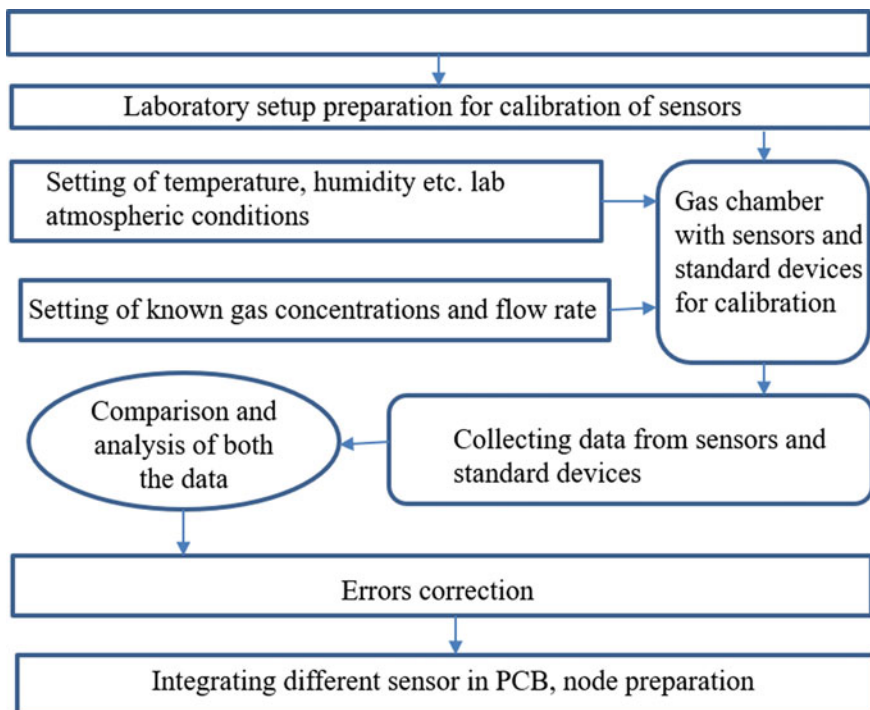 Laboratory setup preparation for calibration of sensors
Setting of temperature, humidity etc. lab
atmospheric conditions
Gas chamber
with sensors and
standard devices
for calibration
Setting of known gas concentrations and flow rate
Comparison and
analysis of both
the data
Collecting data from sensors and
standard devices
Errors correction
Integrating different sensor in PCB, node preparation